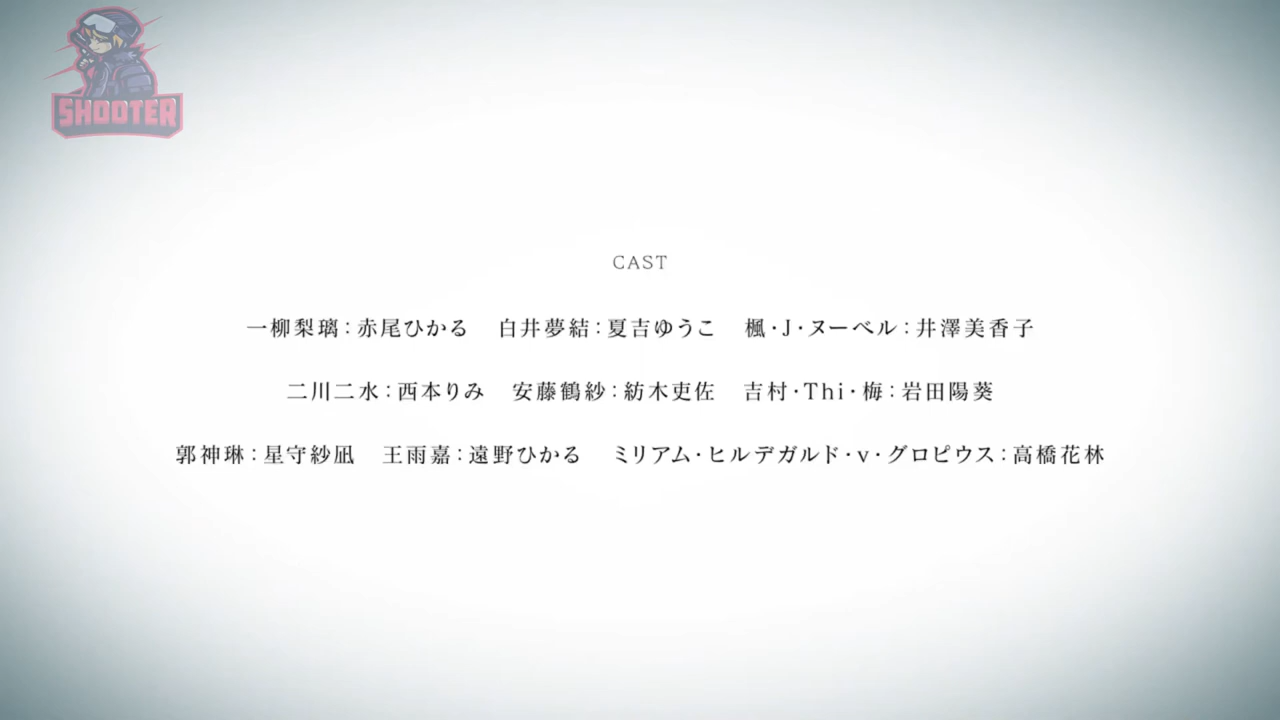 SHOOTER
CAST
一柳梨璃：赤尾ひかる　白井夢結：夏吉ゆうこ　楓・J・ヌーベル：井澤美香子
二川二水：西本りみ　安藤鶴紗：紡木吏佐　吉村・Thi・梅：岩田陽葵
郭神琳：星守紗凪　王雨嘉：遠野ひかる　ミリアム・ヒルデガルド・v・グロピウス：高橋花林